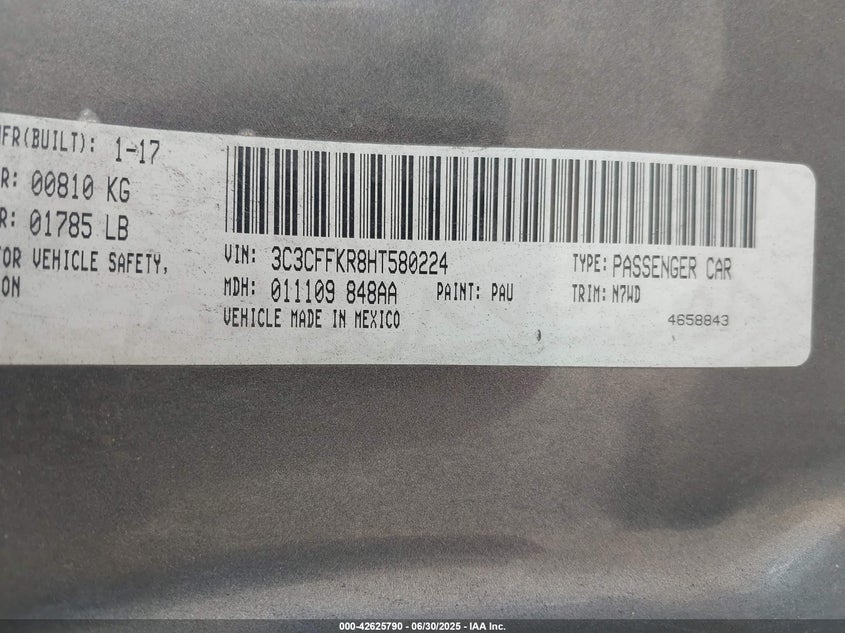 MFR(BUILT): 1-17
R: 00810 KG
R: 01785 LB
TOR VEHICLE SAFETY,
ON
VIN: 3C3CFFKR8HT580224
TYPE: PASSENGER CAR
MDH: 011109 848AA PAINT: PAU TRIM: N7WD
VEHICLE MADE IN MEXICO
4658843
000-42625790 - 06/30/2025 - IAA Inc.